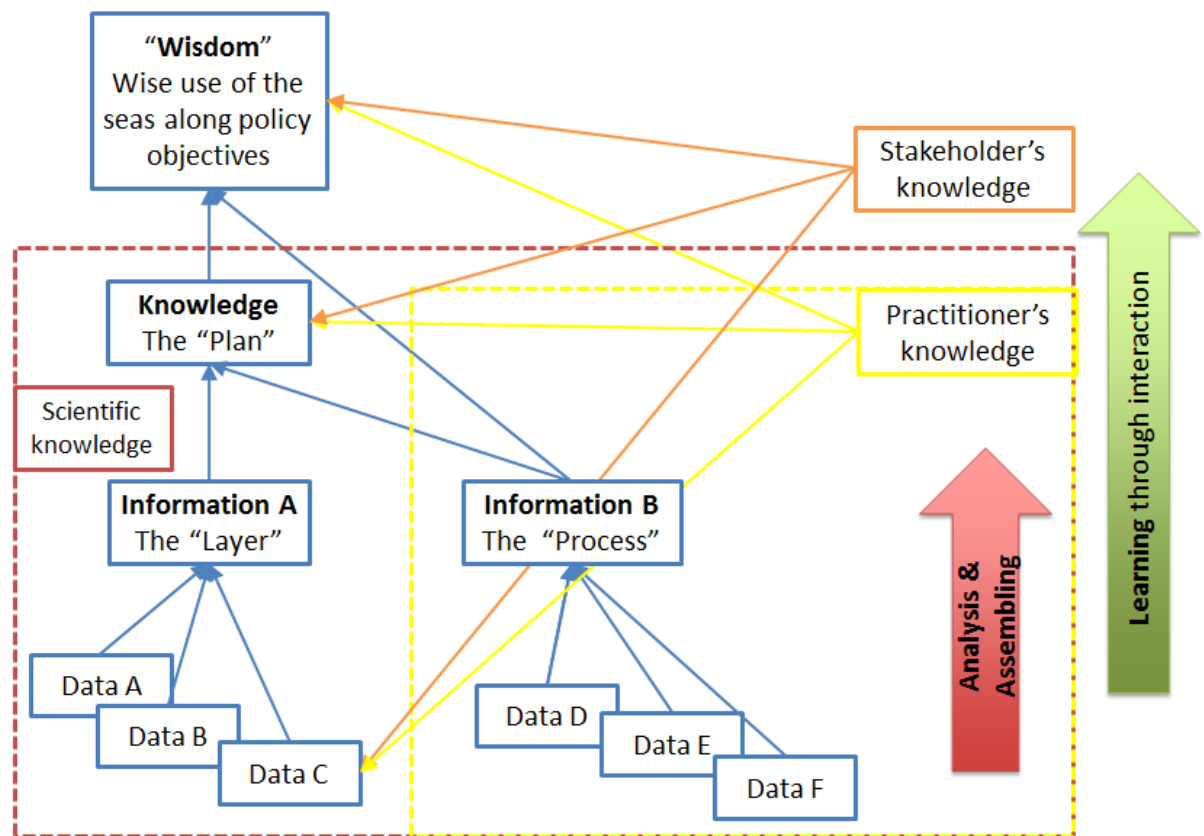 “Wisdom”
Wise use of the
seas along policy
objectives
Stakeholder’s
knowledge
Knowledge
The “Plan”
Practitioner’s
knowledge
Scientific
knowledge
Information A
The “Layer”
Information B
The “Process”
Data A
Data B
Data C
Data D
Data E
Data F
Analysis &
Assembling
Learning through interaction